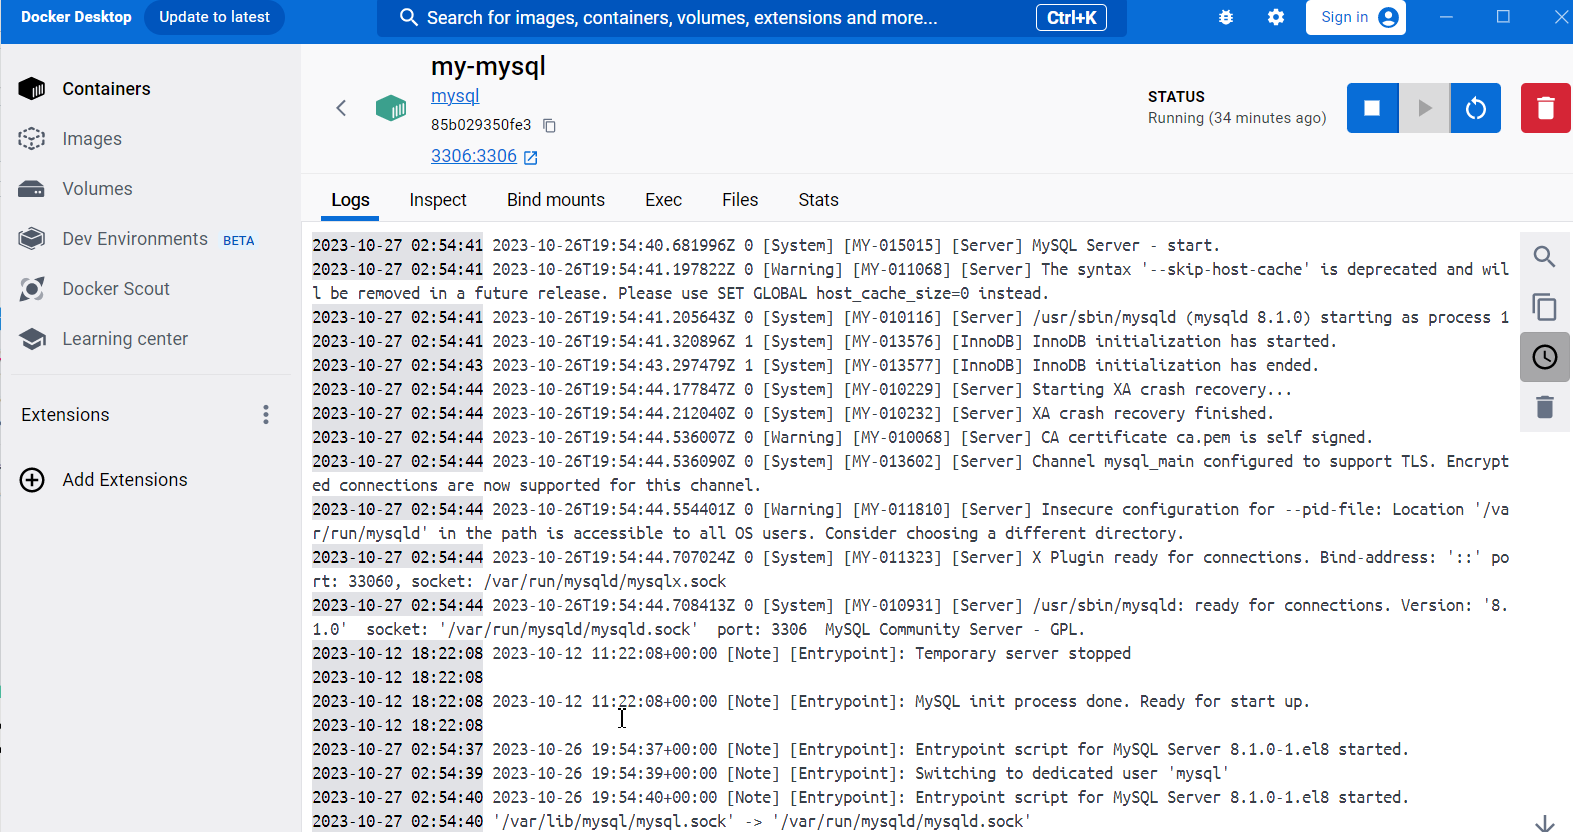 Docker Desktop Update to latest Search for images, containers, volumes, extensions and more... Ctrl+K Sign in
Containers
Images
Volumes
Dev Environments BETA
Docker Scout
Learning center
Extensions
Add Extensions
my-mysql
mysql
85b029350fe3
3306:3306
STATUS
Running (34 minutes ago)
Logs Inspect Bind mounts Exec Files Stats
2023-10-27 02:54:41 2023-10-26T19:54:40.681996Z 0 [System] [MY-015015] [Server] MySQL Server - start.
2023-10-27 02:54:41 2023-10-26T19:54:41.197822Z 0 [Warning] [MY-011068] [Server] The syntax '--skip-host-cache' is deprecated and wil
l be removed in a future release. Please use SET GLOBAL host_cache_size=0 instead.
2023-10-27 02:54:41 2023-10-26T19:54:41.205643Z 0 [System] [MY-010116] [Server] /usr/sbin/mysqld (mysqld 8.1.0) starting as process 1
2023-10-27 02:54:41 2023-10-26T19:54:41.320896Z 1 [System] [MY-013576] [InnoDB] InnoDB initialization has started.
2023-10-27 02:54:43 2023-10-26T19:54:43.297479Z 1 [System] [MY-013577] [InnoDB] InnoDB initialization has ended.
2023-10-27 02:54:44 2023-10-26T19:54:44.177847Z 0 [System] [MY-010229] [Server] Starting XA crash recovery...
2023-10-27 02:54:44 2023-10-26T19:54:44.212040Z 0 [System] [MY-010232] [Server] XA crash recovery finished.
2023-10-27 02:54:44 2023-10-26T19:54:44.536007Z 0 [Warning] [MY-010068] [Server] CA certificate ca.pem is self signed.
2023-10-27 02:54:44 2023-10-26T19:54:44.536090Z 0 [System] [MY-013602] [Server] Channel mysql_main configured to support TLS. Encrypt
ed connections are now supported for this channel.
2023-10-27 02:54:44 2023-10-26T19:54:44.554401Z 0 [Warning] [MY-011810] [Server] Insecure configuration for --pid-file: Location '/va
r/run/mysqld' in the path is accessible to all OS users. Consider choosing a different directory.
2023-10-27 02:54:44 2023-10-26T19:54:44.707024Z 0 [System] [MY-011323] [Server] X Plugin ready for connections. Bind-address: '::' po
rt: 33060, socket: /var/run/mysqld/mysqlx.sock
2023-10-27 02:54:44 2023-10-26T19:54:44.708413Z 0 [System] [MY-010931] [Server] /usr/sbin/mysqld: ready for connections. Version: '8.
1.0'  socket: '/var/run/mysqld/mysqld.sock'  port: 3306  MySQL Community Server - GPL.
2023-10-12 18:22:08 2023-10-12 11:22:08+00:00 [Note] [Entrypoint]: Temporary server stopped
2023-10-12 18:22:08
2023-10-12 18:22:08 2023-10-12 11:22:08+00:00 [Note] [Entrypoint]: MySQL init process done. Ready for start up.
2023-10-12 18:22:08
2023-10-27 02:54:37 2023-10-26 19:54:37+00:00 [Note] [Entrypoint]: Entrypoint script for MySQL Server 8.1.0-1.el8 started.
2023-10-27 02:54:39 2023-10-26 19:54:39+00:00 [Note] [Entrypoint]: Switching to dedicated user 'mysql'
2023-10-27 02:54:40 2023-10-26 19:54:40+00:00 [Note] [Entrypoint]: Entrypoint script for MySQL Server 8.1.0-1.el8 started.
2023-10-27 02:54:40 '/var/lib/mysql/mysql.sock' -> '/var/run/mysqld/mysqld.sock'